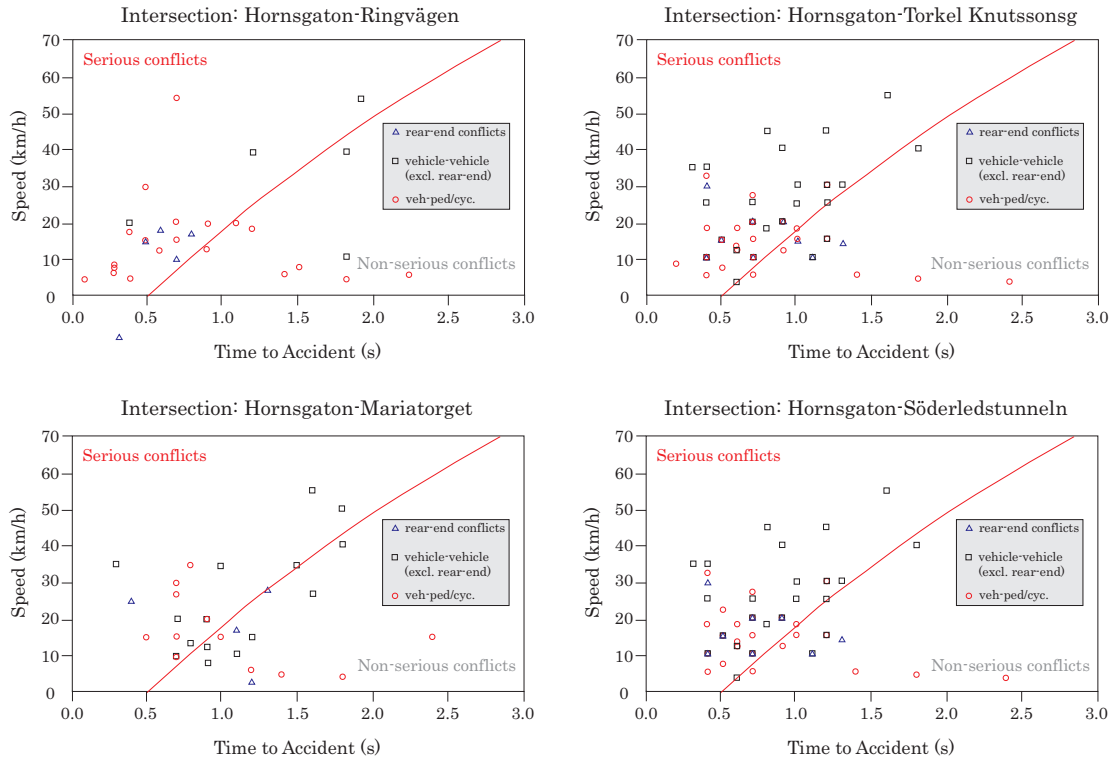 Intersection: Hornsgaton-Ringvägen
70
60
50
40
30
20
10
0
Speed (km/h)
Serious conflicts
rear-end conflicts
vehicle-vehicle
(excl. rear-end)
veh-ped/cyc.
Non-serious conflicts
0.0 0.5 1.0 1.5 2.0 2.5 3.0
Time to Accident (s)
Intersection: Hornsgaton-Torkel Knutssonsg
70
60
50
40
30
20
10
0
Speed (km/h)
Serious conflicts
rear-end conflicts
vehicle-vehicle
(excl. rear-end)
veh-ped/cyc.
Non-serious conflicts
0.0 0.5 1.0 1.5 2.0 2.5 3.0
Time to Accident (s)
Intersection: Hornsgaton-Mariatorget
70
60
50
40
30
20
10
0
Speed (km/h)
Serious conflicts
rear-end conflicts
vehicle-vehicle
(excl. rear-end)
veh-ped/cyc.
Non-serious conflicts
0.0 0.5 1.0 1.5 2.0 2.5 3.0
Time to Accident (s)
Intersection: Hornsgaton-Söderledstunneln
70
60
50
40
30
20
10
0
Speed (km/h)
Serious conflicts
rear-end conflicts
vehicle-vehicle
(excl. rear-end)
veh-ped/cyc.
Non-serious conflicts
0.0 0.5 1.0 1.5 2.0 2.5 3.0
Time to Accident (s)